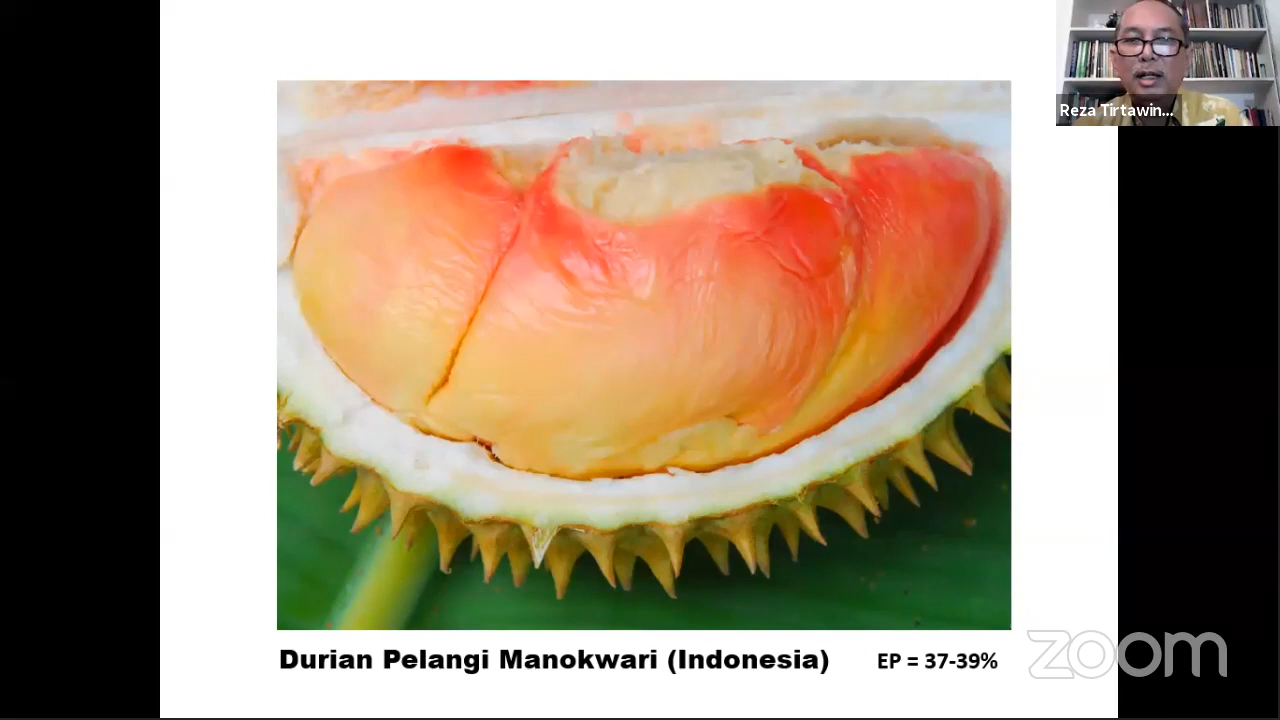 Reza Tirtawin...
Durian Pelangi Manokwari (Indonesia) EP = 37-39%
zoom